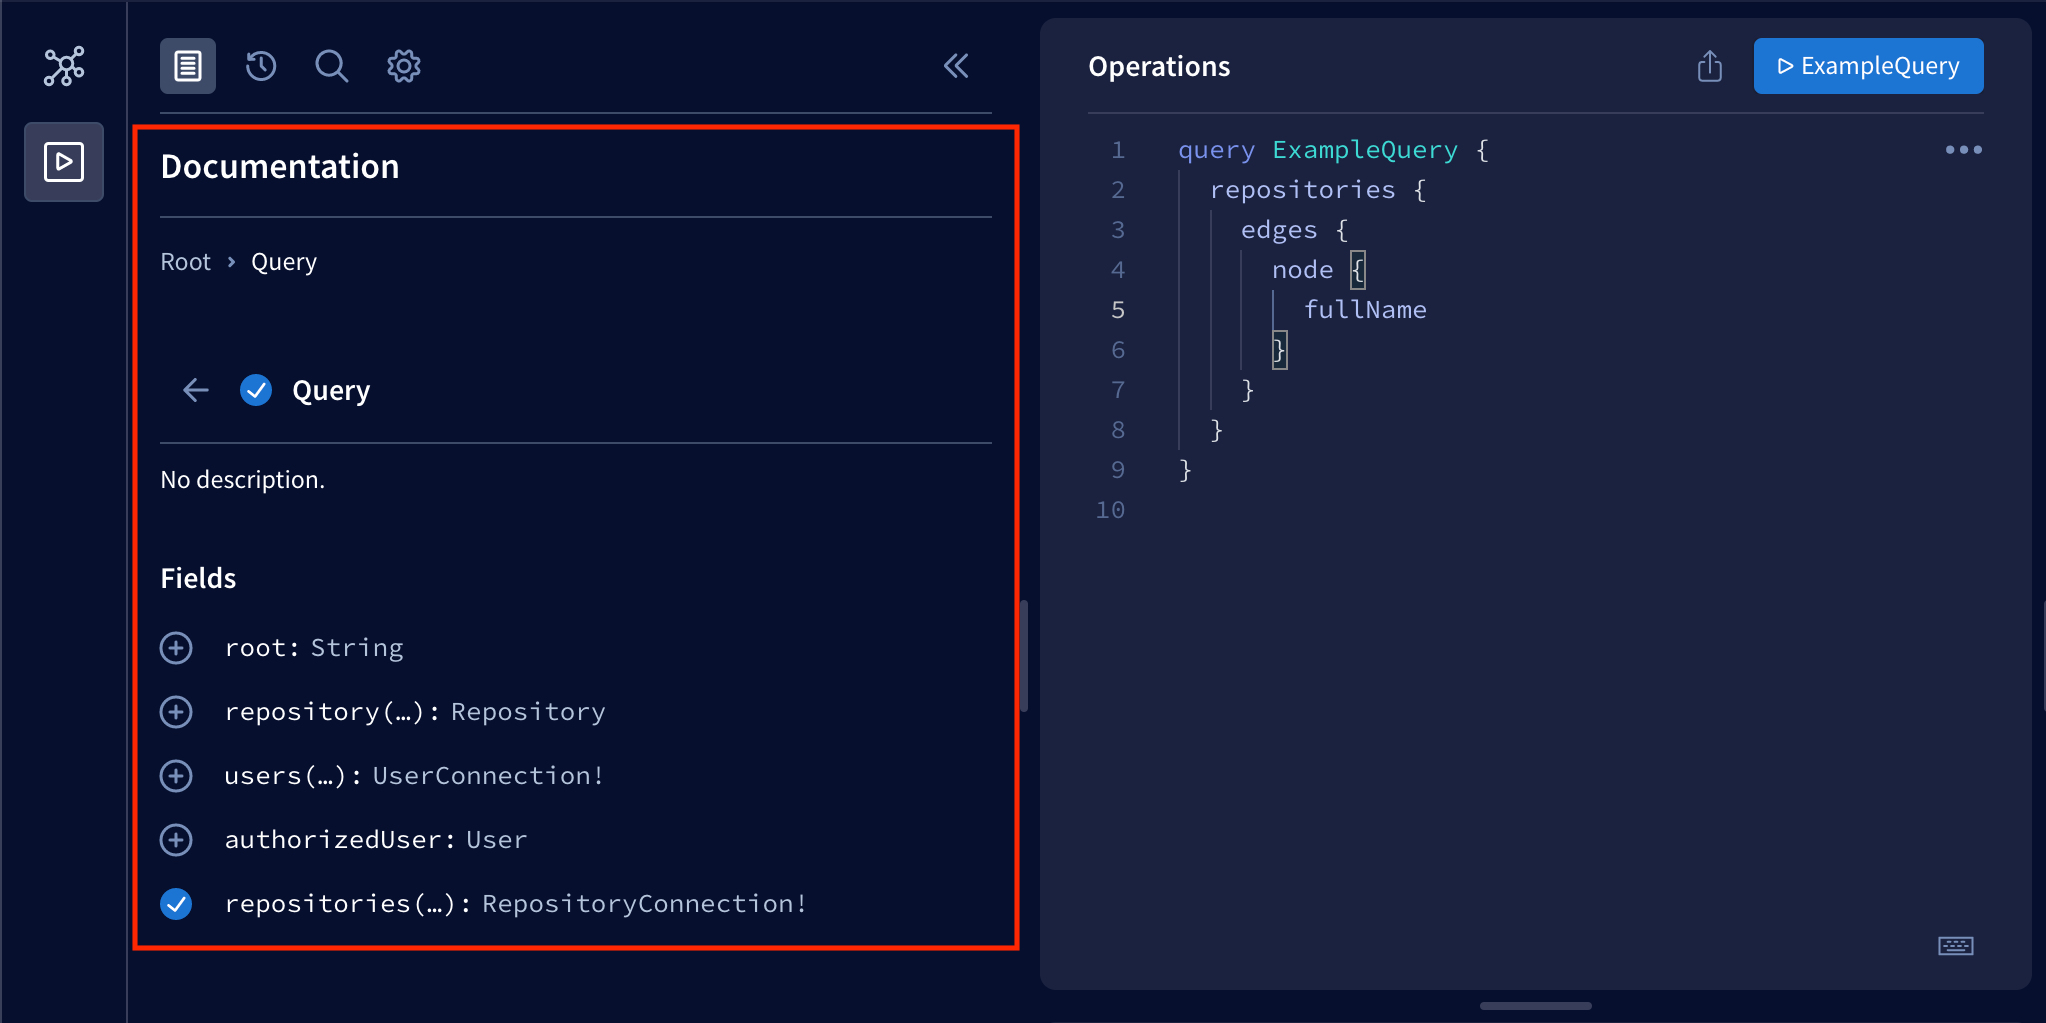 Documentation
Root › Query
Query
No description.
Fields
root: String
repository(…): Repository
users(…): UserConnection!
authorizedUser: User
repositories(…): RepositoryConnection!
Operations
ExampleQuery
1 query ExampleQuery {
2 repositories {
3 edges {
4 node {
5 fullName
6 }
7 }
8 }
9 }
10